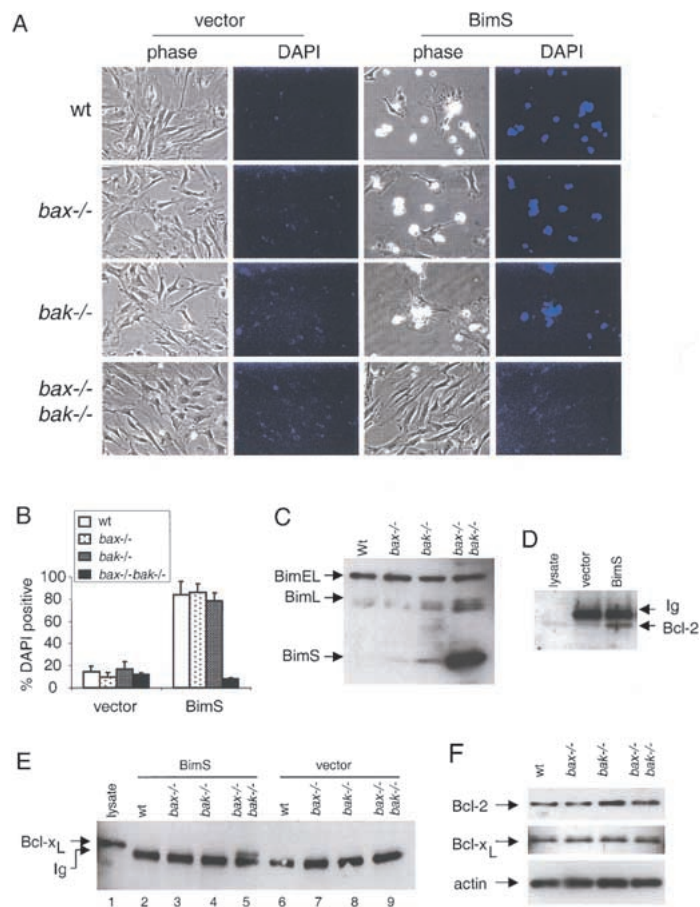 A
vector
BimS
phase
DAPI
phase
DAPI
wt
bax-/-
bak-/-
bax-/-
bak-/-
B
wt
bax-/-
bak-/-
bax-/-bak-/-
% DAPI positive
100
80
60
40
20
0
vector
BimS
C
Wt
bax-/-
bak-/-
bax-/-
bak-/-
BimEL
BimL
BimS
D
lysate
vector
BimS
Ig
Bcl-2
E
BimS
vector
lysate
wt
bax-/-
bak-/-
bax-/-
bak-/-
wt
bax-/-
bak-/-
bax-/-
bak-/-
Bcl-xL
Ig
1 2 3 4 5 6 7 8 9
F
wt
bax-/-
bak-/-
bax-/-
bak-/-
Bcl-2
Bcl-xL
actin